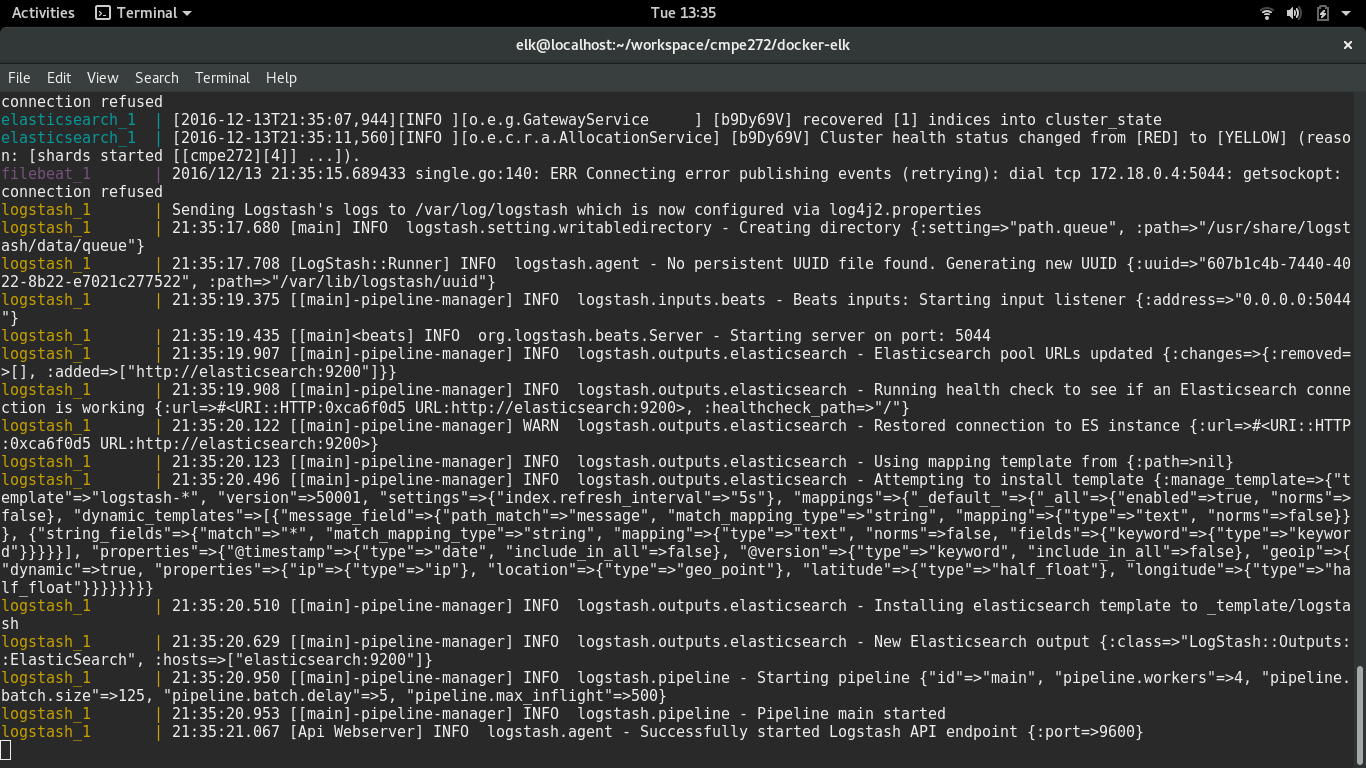 Activities Terminal Tue 13:35
elk@localhost:~/workspace/cmpe272/docker-elk ×
File Edit View Search Terminal Help
connection refused
elasticsearch_1  | [2016-12-13T21:35:07,944][INFO ][o.e.g.GatewayService     ] [b9Dy69V] recovered [1] indices into cluster_state
elasticsearch_1  | [2016-12-13T21:35:11,560][INFO ][o.e.c.r.a.AllocationService] [b9Dy69V] Cluster health status changed from [RED] to [YELLOW] (reaso
n: [shards started [[cmpe272][4]] ...]).
filebeat_1       | 2016/12/13 21:35:15.689433 single.go:140: ERR Connecting error publishing events (retrying): dial tcp 172.18.0.4:5044: getsockopt:
connection refused
logstash_1       | Sending Logstash's logs to /var/log/logstash which is now configured via log4j2.properties
logstash_1       | 21:35:17.680 [main] INFO  logstash.setting.writabledirectory - Creating directory {:setting=>"path.queue", :path=>"/usr/share/logst
ash/data/queue"}
logstash_1       | 21:35:17.708 [LogStash::Runner] INFO  logstash.agent - No persistent UUID file found. Generating new UUID {:uuid=>"607b1c4b-7440-40
22-8b22-e7021c277522", :path=>"/var/lib/logstash/uuid"}
logstash_1       | 21:35:19.375 [[main]-pipeline-manager] INFO  logstash.inputs.beats - Beats inputs: Starting input listener {:address=>"0.0.0.0:5044
"}
logstash_1       | 21:35:19.435 [[main]<beats] INFO  org.logstash.beats.Server - Starting server on port: 5044
logstash_1       | 21:35:19.907 [[main]-pipeline-manager] INFO  logstash.outputs.elasticsearch - Elasticsearch pool URLs updated {:changes=>{:removed=
>[], :added=>["http://elasticsearch:9200"]}}
logstash_1       | 21:35:19.908 [[main]-pipeline-manager] INFO  logstash.outputs.elasticsearch - Running health check to see if an Elasticsearch conne
ction is working {:url=>#<URI::HTTP:0xca6f0d5 URL:http://elasticsearch:9200>, :healthcheck_path=>"/"}
logstash_1       | 21:35:20.122 [[main]-pipeline-manager] WARN  logstash.outputs.elasticsearch - Restored connection to ES instance {:url=>#<URI::HTTP
:0xca6f0d5 URL:http://elasticsearch:9200>}
logstash_1       | 21:35:20.123 [[main]-pipeline-manager] INFO  logstash.outputs.elasticsearch - Using mapping template from {:path=>nil}
logstash_1       | 21:35:20.496 [[main]-pipeline-manager] INFO  logstash.outputs.elasticsearch - Attempting to install template {:manage_template=>{"t
emplate"=>"logstash-*", "version"=>50001, "settings"=>{"index.refresh_interval"=>"5s"}, "mappings"=>{"_default_"=>{"_all"=>{"enabled"=>true, "norms"=>
false}, "dynamic_templates"=>[{"message_field"=>{"path_match"=>"message", "match_mapping_type"=>"string", "mapping"=>{"type"=>"text", "norms"=>false}}
}, {"string_fields"=>{"match"=>"*", "match_mapping_type"=>"string", "mapping"=>{"type"=>"text", "norms"=>false, "fields"=>{"keyword"=>{"type"=>"keywor
d"}}}}}], "properties"=>{"@timestamp"=>{"type"=>"date", "include_in_all"=>false}, "@version"=>{"type"=>"keyword", "include_in_all"=>false}, "geoip"=>{
"dynamic"=>true, "properties"=>{"ip"=>{"type"=>"ip"}, "location"=>{"type"=>"geo_point"}, "latitude"=>{"type"=>"half_float"}, "longitude"=>{"type"=>"ha
lf_float"}}}}}}}}
logstash_1       | 21:35:20.510 [[main]-pipeline-manager] INFO  logstash.outputs.elasticsearch - Installing elasticsearch template to _template/logsta
sh
logstash_1       | 21:35:20.629 [[main]-pipeline-manager] INFO  logstash.outputs.elasticsearch - New Elasticsearch output {:class=>"LogStash::Outputs:
:ElasticSearch", :hosts=>["elasticsearch:9200"]}
logstash_1       | 21:35:20.950 [[main]-pipeline-manager] INFO  logstash.pipeline - Starting pipeline {"id"=>"main", "pipeline.workers"=>4, "pipeline.
batch.size"=>125, "pipeline.batch.delay"=>5, "pipeline.max_inflight"=>500}
logstash_1       | 21:35:20.953 [[main]-pipeline-manager] INFO  logstash.pipeline - Pipeline main started
logstash_1       | 21:35:21.067 [Api Webserver] INFO  logstash.agent - Successfully started Logstash API endpoint {:port=>9600}